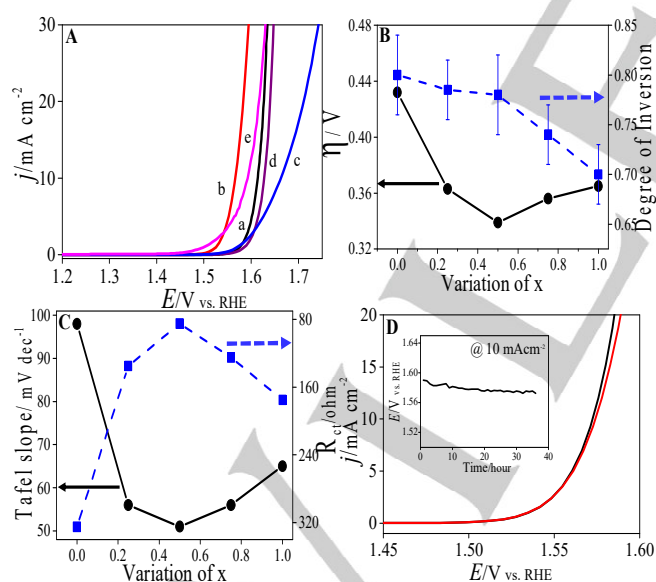 A
30
20
10
0
j/mA cm-2
a
b
c
d
e
1.2
1.3
1.4
1.5
1.6
1.7
E/V vs. RHE
B
0.48
0.44
0.40
0.36
0.32
η/ V
0.85
0.80
0.75
0.70
0.65
Degree of Inversion
0.0
0.2
0.4
0.6
0.8
1.0
Variation of x
C
100
90
80
70
60
50
Tafel slope/ mV dec-1
80
160
240
320
Rct/ohm cm-2
0.0
0.2
0.4
0.6
0.8
1.0
Variation of x
D
20
15
10
5
0
j/mA cm-2
@ 10 mAcm-2
1.64
1.60
1.56
1.52
E/V vs. RHE
0
10
20
30
40
Time/hour
1.45
1.50
1.55
1.60
E/V vs. RHE